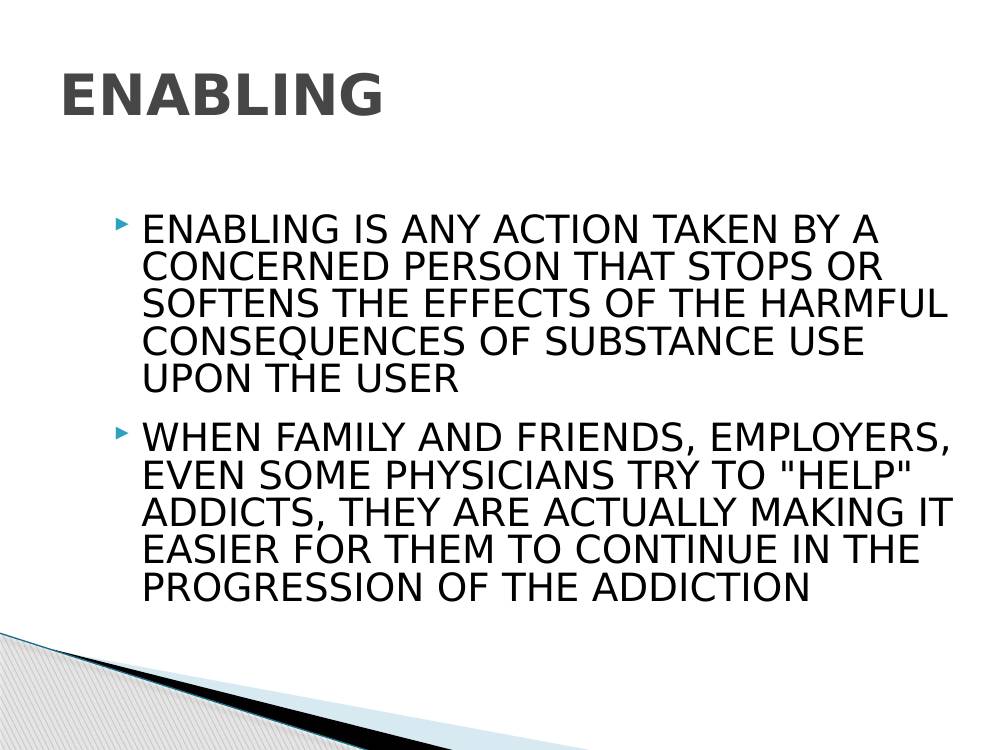 ENABLING
ENABLING IS ANY ACTION TAKEN BY A
CONCERNED PERSON THAT STOPS OR
SOFTENS THE EFFECTS OF THE HARMFUL
CONSEQUENCES OF SUBSTANCE USE
UPON THE USER
WHEN FAMILY AND FRIENDS, EMPLOYERS,
EVEN SOME PHYSICIANS TRY TO "HELP"
ADDICTS, THEY ARE ACTUALLY MAKING IT
EASIER FOR THEM TO CONTINUE IN THE
PROGRESSION OF THE ADDICTION